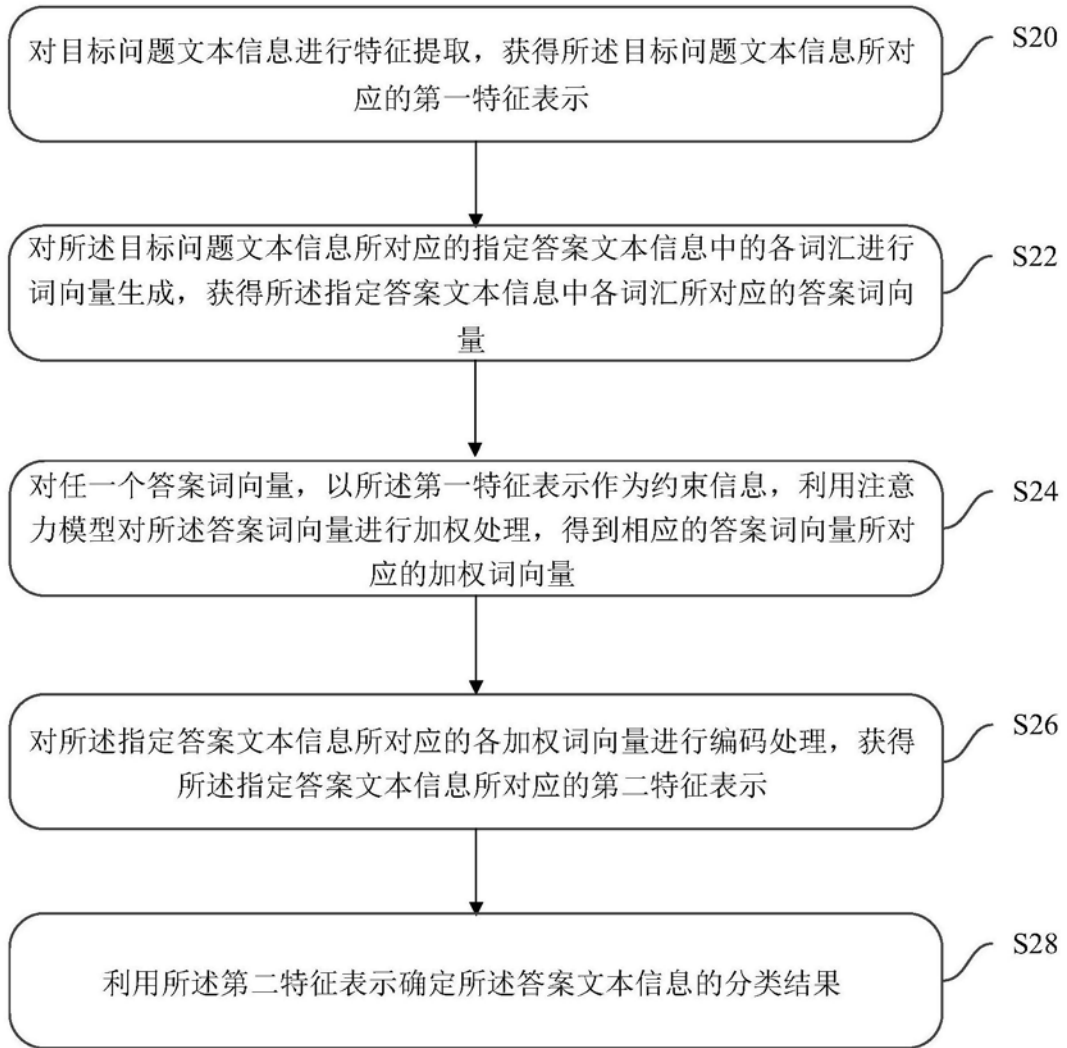 对目标问题文本信息进行特征提取，获得所述目标问题文本信息所对
应的第一特征表示
S20
对所述目标问题文本信息所对应的指定答案文本信息中的各词汇进行
词向量生成，获得所述指定答案文本信息中各词汇所对应的答案词向
量
S22
对任一个答案词向量，以所述第一特征表示作为约束信息，利用注意
力模型对所述答案词向量进行加权处理，得到相应的答案词向量所对
应的加权词向量
S24
对所述指定答案文本信息所对应的各加权词向量进行编码处理，获得
所述指定答案文本信息所对应的第二特征表示
S26
利用所述第二特征表示确定所述答案文本信息的分类结果
S28